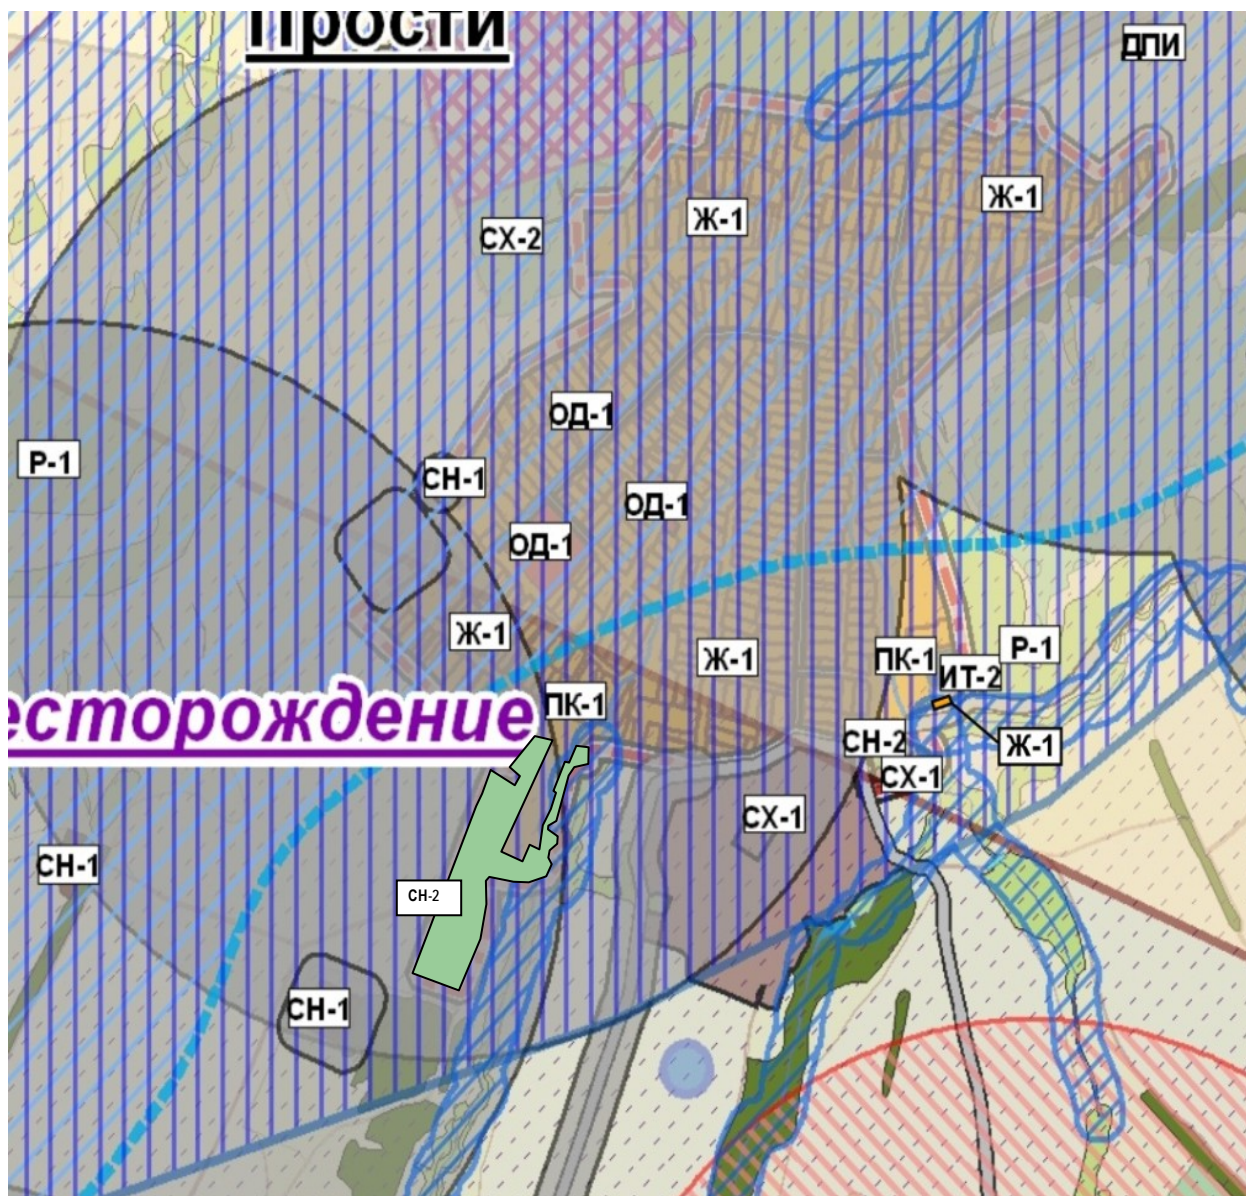 Прости
ДПИ
Ж-1
Ж-1
СХ-2
ОД-1
Р-1
СН-1
ОД-1
ОД-1
Ж-1
Р-1
Ж-1
ПК-1
ИТ-2
есторождение
ПК-1
СН-2
Ж-1
СХ-1
СХ-1
СН-1
СН-2
СН-1